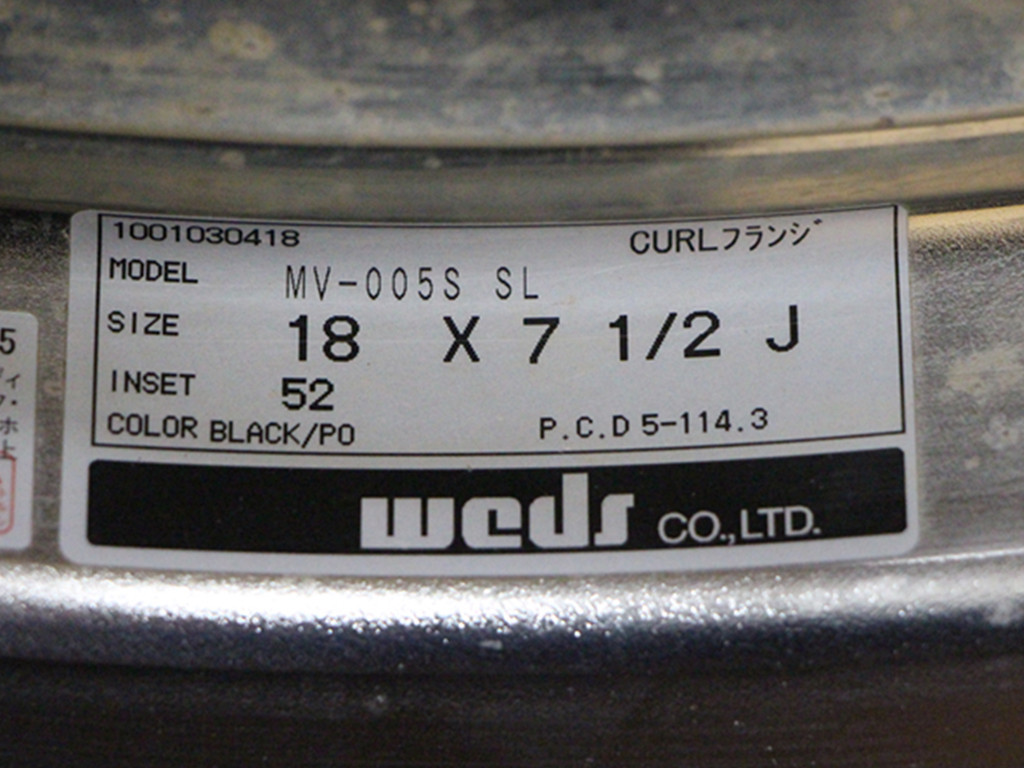 1001030418 CURLフランジ
MODEL MV-005S SL
SIZE 18 X 7 1/2 J
INSET 52
COLOR BLACK/PO P.C.D 5-114.3
weds CO.,LTD.
5